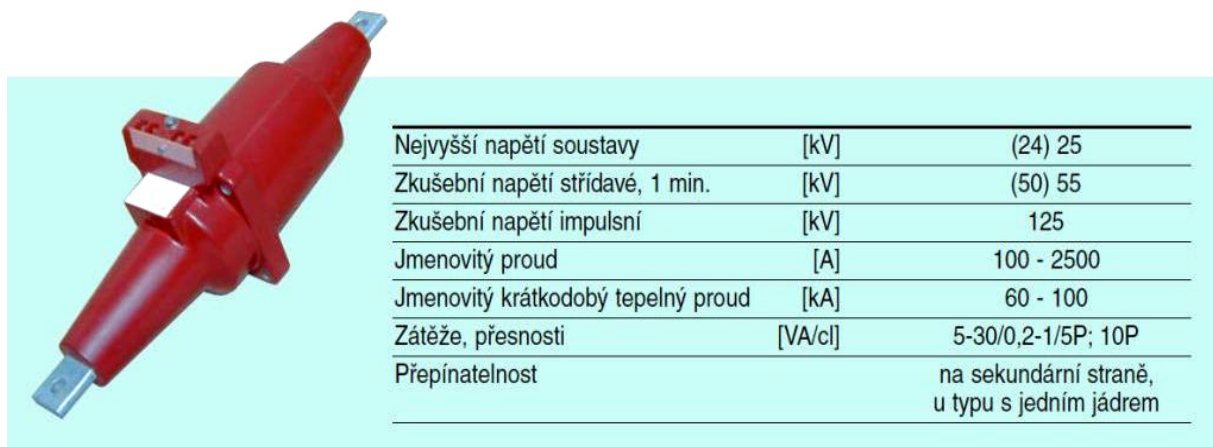 Nejvyšší napětí soustavy [kV] (24) 25
Zkušební napětí střídavé, 1 min. [kV] (50) 55
Zkušební napětí impulsní [kV] 125
Jmenovitý proud [A] 100 - 2500
Jmenovitý krátkodobý tepelný proud [kA] 60 - 100
Zátěže, přesnosti [VA/cl] 5-30/0,2-1/5P; 10P
Přepínatelnost na sekundární straně,
u typu s jedním jádrem